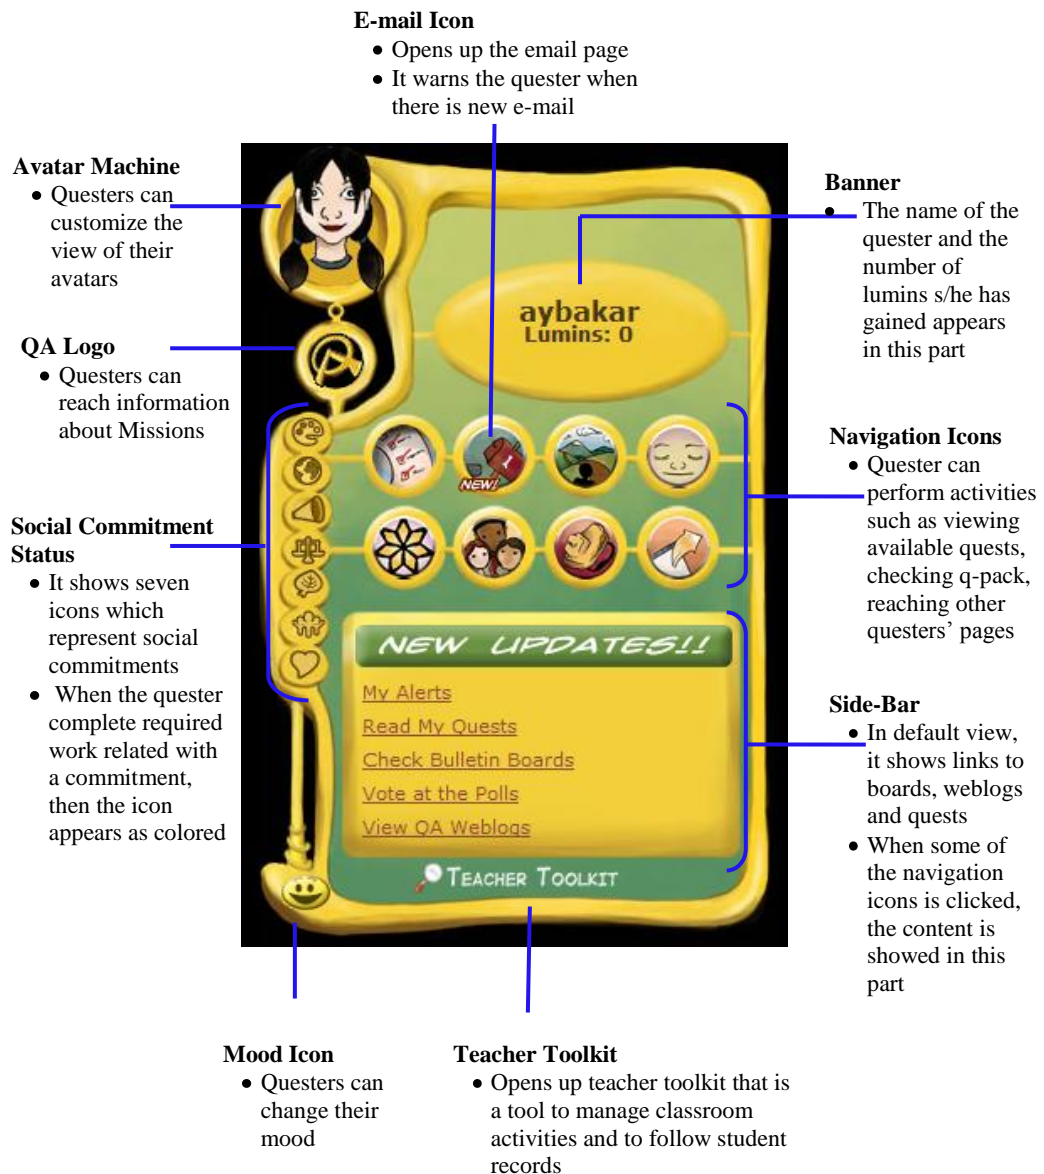 E-mail Icon
• Opens up the email page
• It warns the quester when
there is new e-mail
Avatar Machine
• Questers can
customize the
view of their
avatars
QA Logo
• Questers can
reach information
about Missions
Social Commitment
Status
• It shows seven
icons which
represent social
commitments
• When the quester
complete required
work related with
a commitment,
then the icon
appears as colored
aybakar
Lumins: 0
NEW!
NEW UPDATES!!
My Alerts
Read My Quests
Check Bulletin Boards
Vote at the Polls
View QA Weblogs
TEACHER TOOLKIT
Banner
• The name of the
quester and the
number of
lumins s/he has
gained appears
in this part
Navigation Icons
• Quester can
perform activities
such as viewing
available quests,
checking q-pack,
reaching other
questers’ pages
Side-Bar
• In default view,
it shows links to
boards, weblogs
and quests
• When some of
the navigation
icons is clicked,
the content is
showed in this
part
Mood Icon
• Questers can
change their
mood
Teacher Toolkit
• Opens up teacher toolkit that is
a tool to manage classroom
activities and to follow student
records